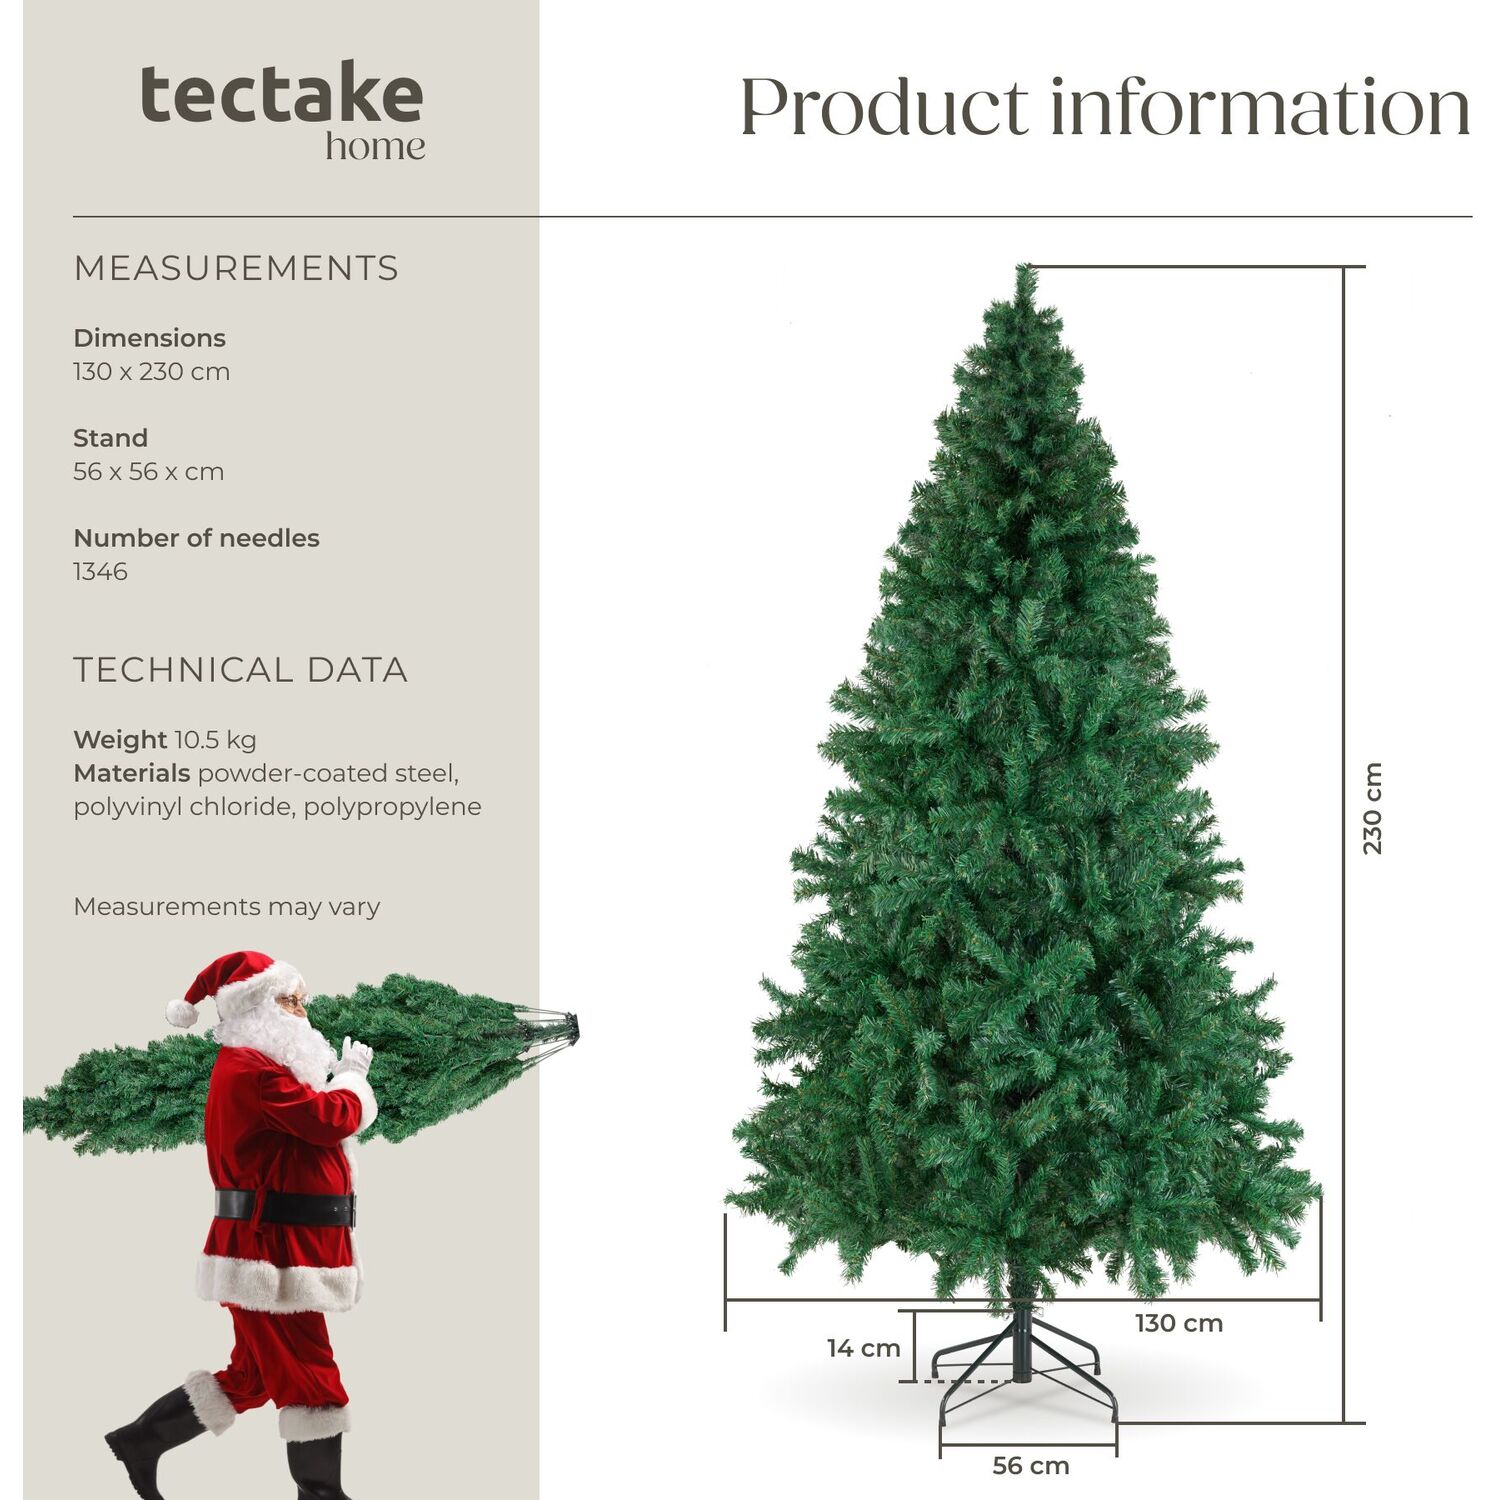 tectake
home
Product information
MEASUREMENTS
Dimensions
130 x 230 cm
Stand
56 x 56 x cm
Number of needles
1346
TECHNICAL DATA
Weight 10.5 kg
Materials powder-coated steel,
polyvinyl chloride, polypropylene
Measurements may vary
230 cm
130 cm
14 cm
56 cm